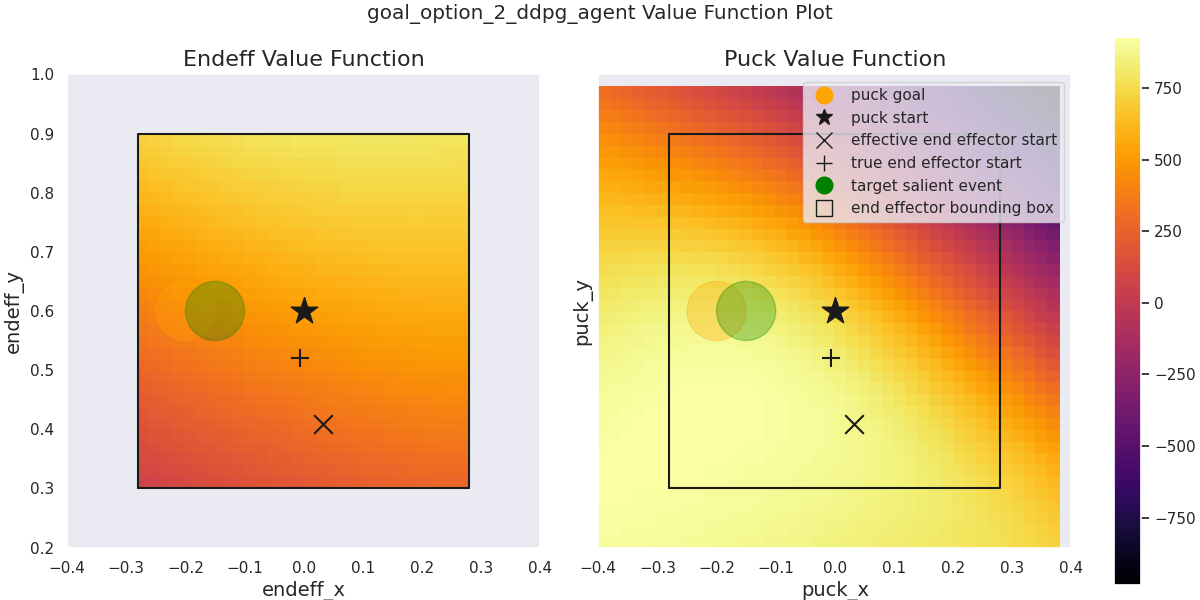 goal_option_2_ddpg_agent Value Function Plot
Endeff Value Function
Puck Value Function
1.0
0.9
0.8
0.7
0.6
0.5
0.4
0.3
0.2
endeff_y
−0.4 −0.3 −0.2 −0.1 0.0 0.1 0.2 0.3 0.4
endeff_x
puck_y
puck goal
puck start
effective end effector start
true end effector start
target salient event
end effector bounding box
−0.4 −0.3 −0.2 −0.1 0.0 0.1 0.2 0.3 0.4
puck_x
750
500
250
0
−250
−500
−750